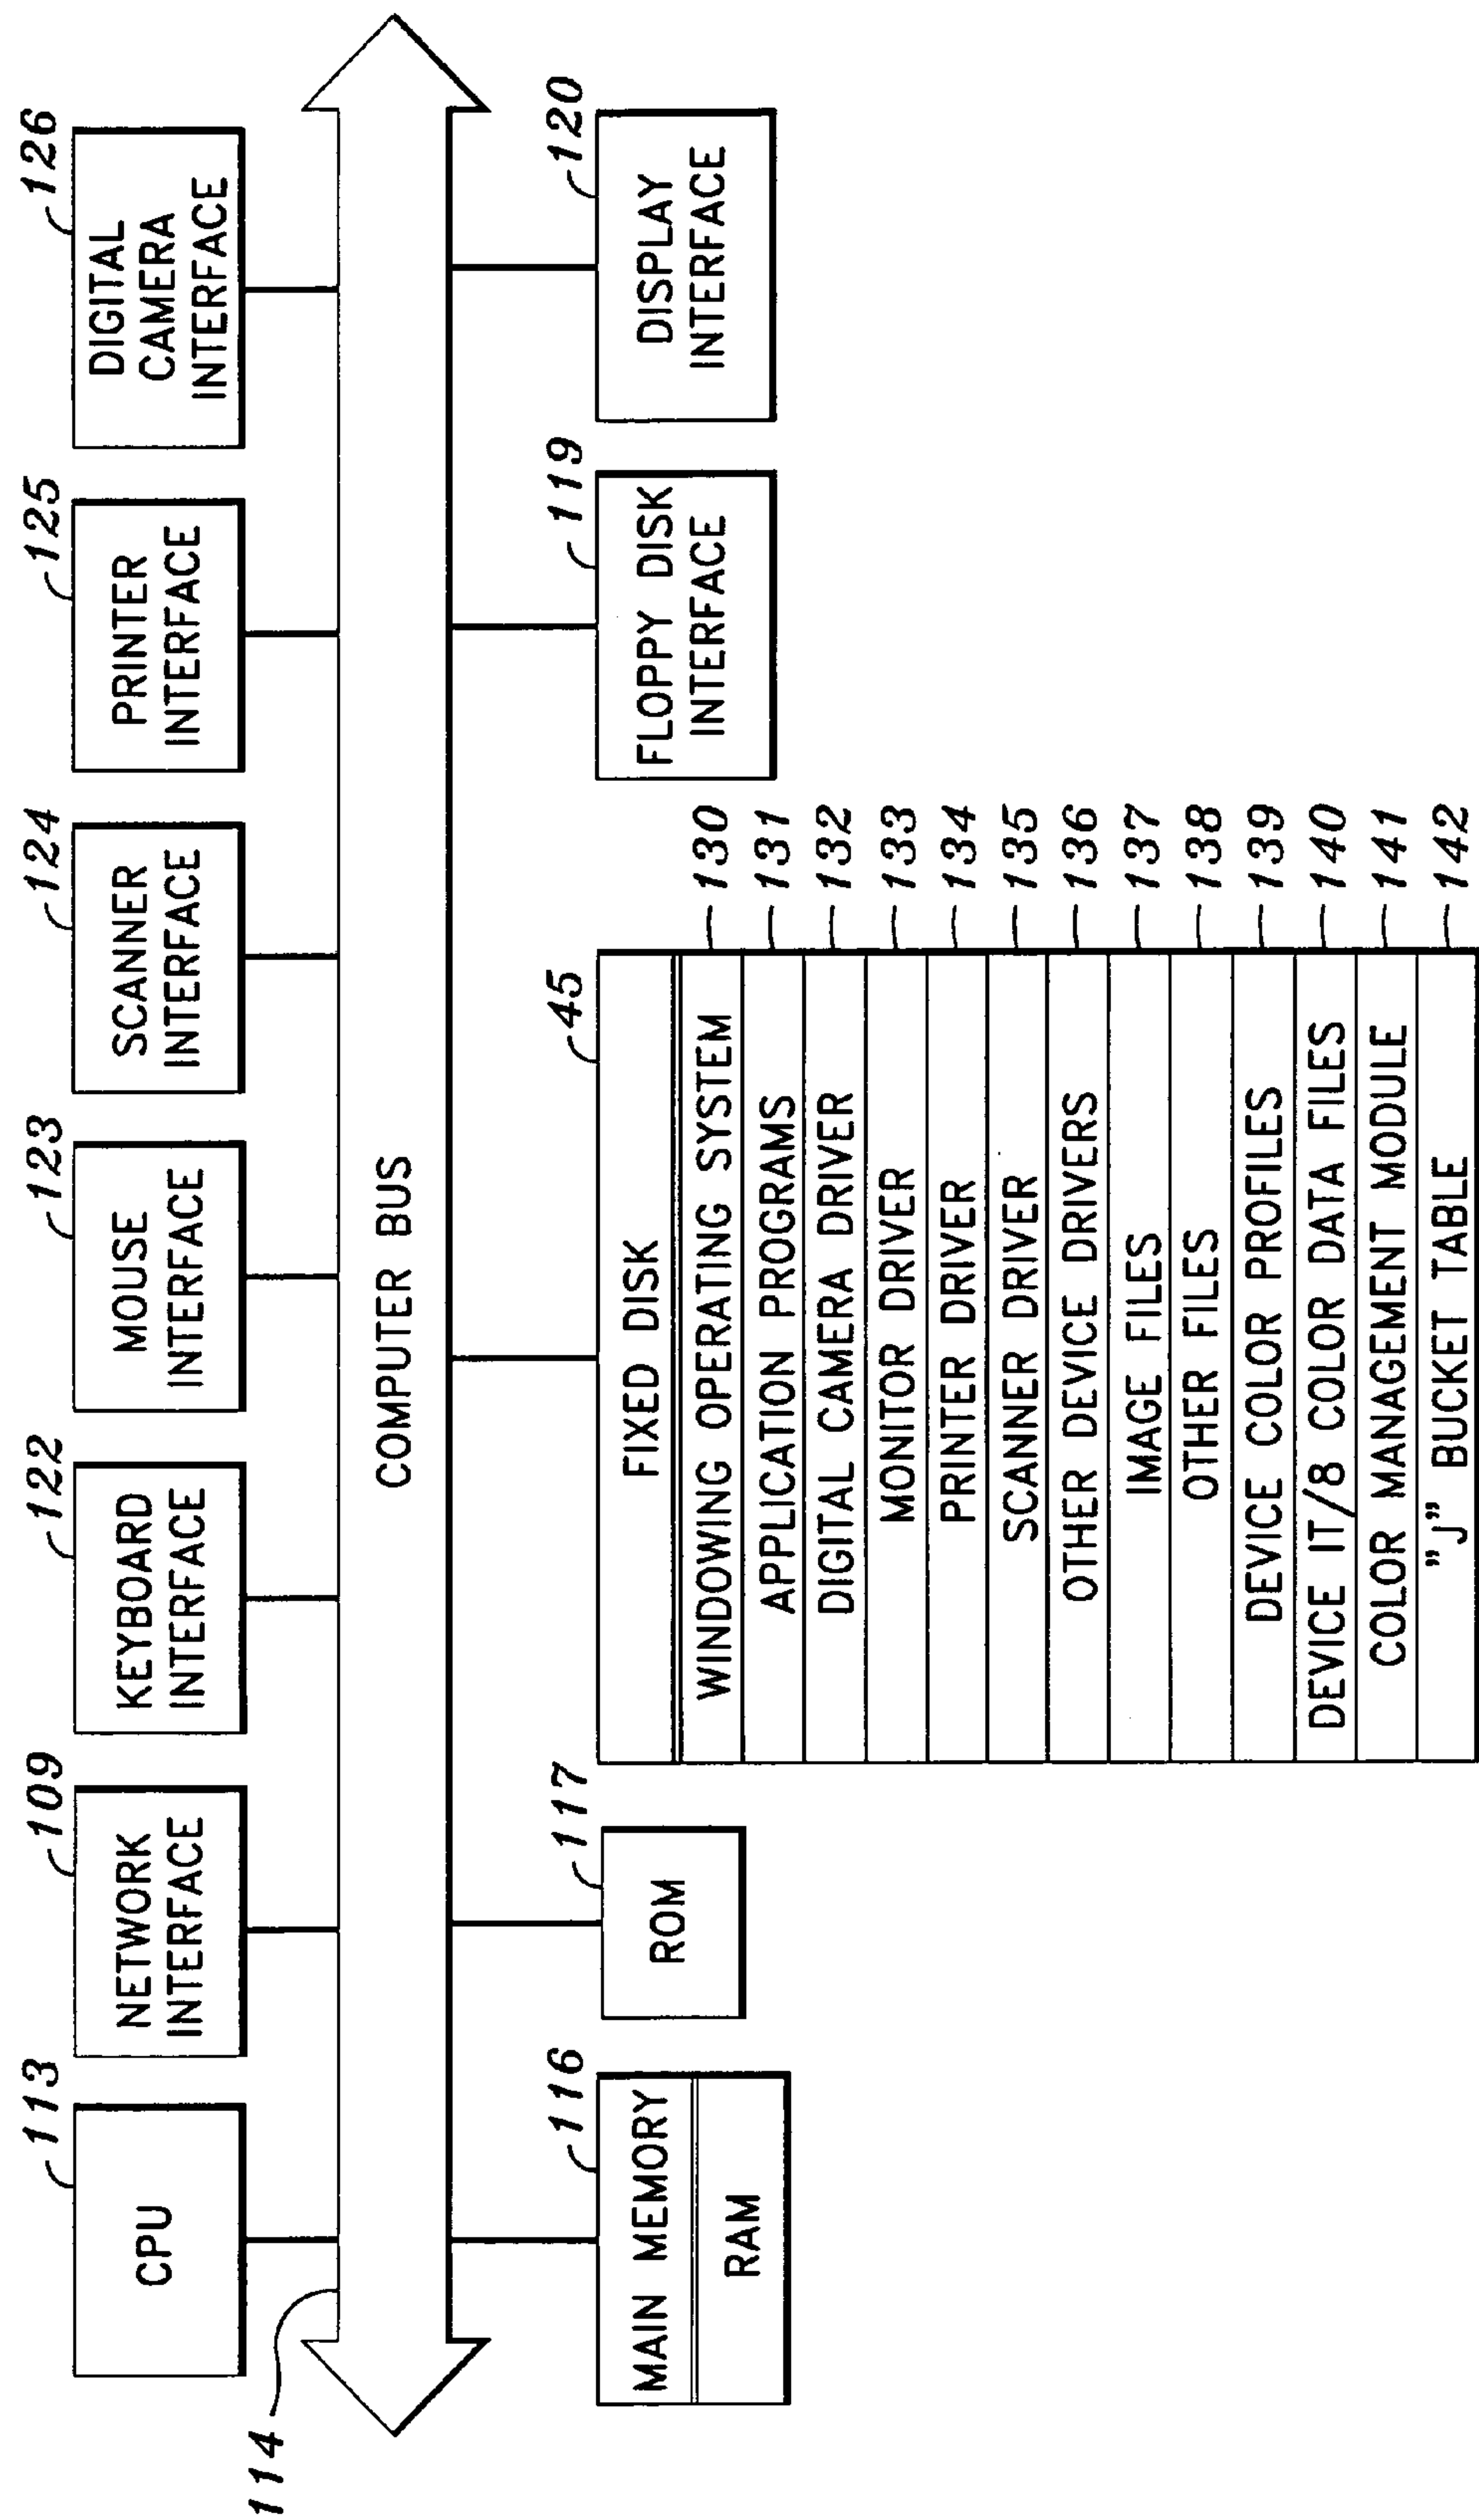 113
CPU
109
NETWORK
INTERFACE
122
KEYBOARD
INTERFACE
123
MOUSE
INTERFACE
124
SCANNER
INTERFACE
125
PRINTER
INTERFACE
126
DIGITAL
CAMERA
INTERFACE
114
COMPUTER BUS
116
MAIN MEMORY
RAM
117
ROM
45
FIXED DISK
WINDOWING OPERATING SYSTEM 130
APPLICATION PROGRAMS 131
DIGITAL CAMERA DRIVER 132
MONITOR DRIVER 133
PRINTER DRIVER 134
SCANNER DRIVER 135
OTHER DEVICE DRIVERS 136
IMAGE FILES 137
OTHER FILES 138
DEVICE COLOR PROFILES 139
DEVICE IT/8 COLOR DATA FILES 140
COLOR MANAGEMENT MODULE 141
"J" BUCKET TABLE 142
119
FLOPPY DISK
INTERFACE
120
DISPLAY
INTERFACE